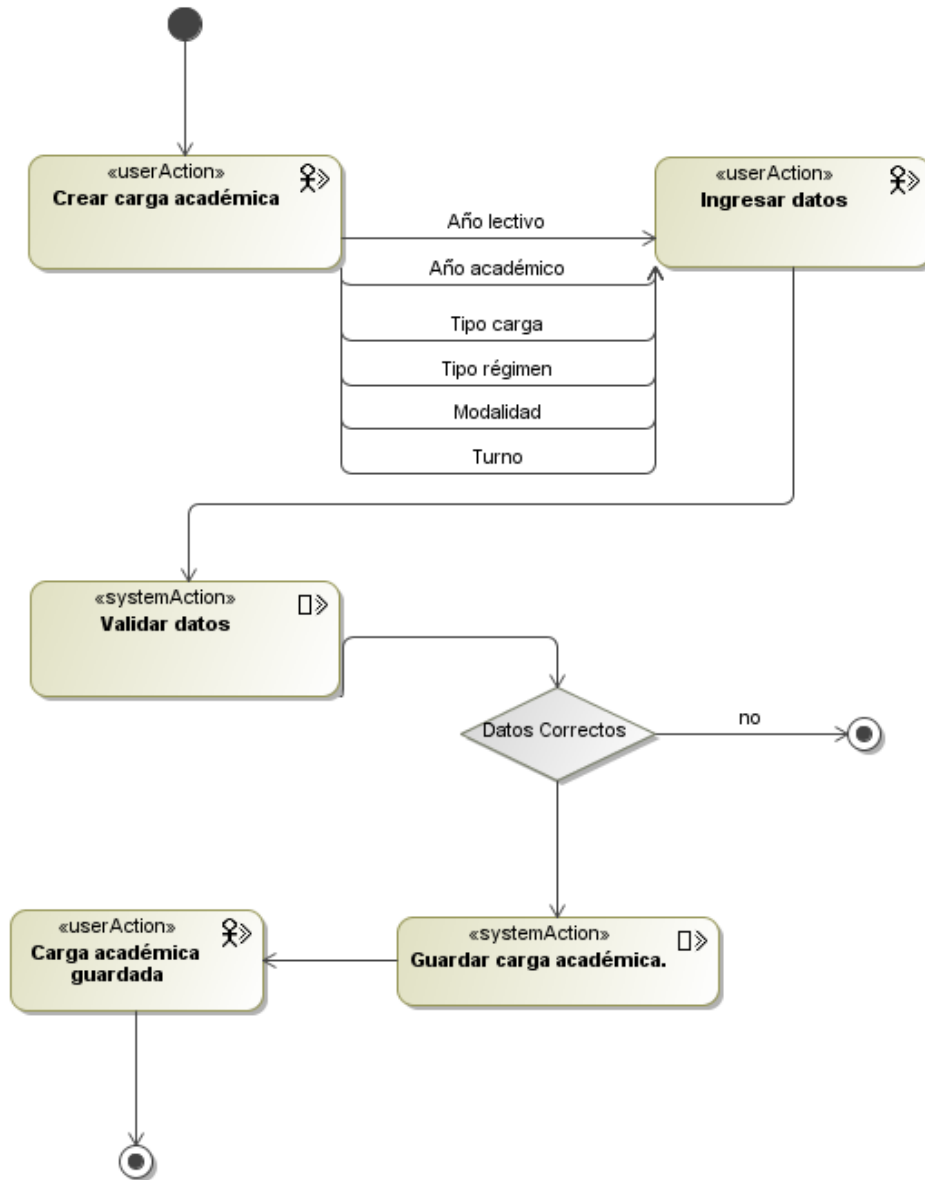 «userAction»
Crear carga académica
«userAction»
Ingresar datos
Año lectivo
Año académico
Tipo carga
Tipo régimen
Modalidad
Turno
«systemAction»
Validar datos
Datos Correctos
no
«userAction»
Carga académica
guardada
«systemAction»
Guardar carga académica.